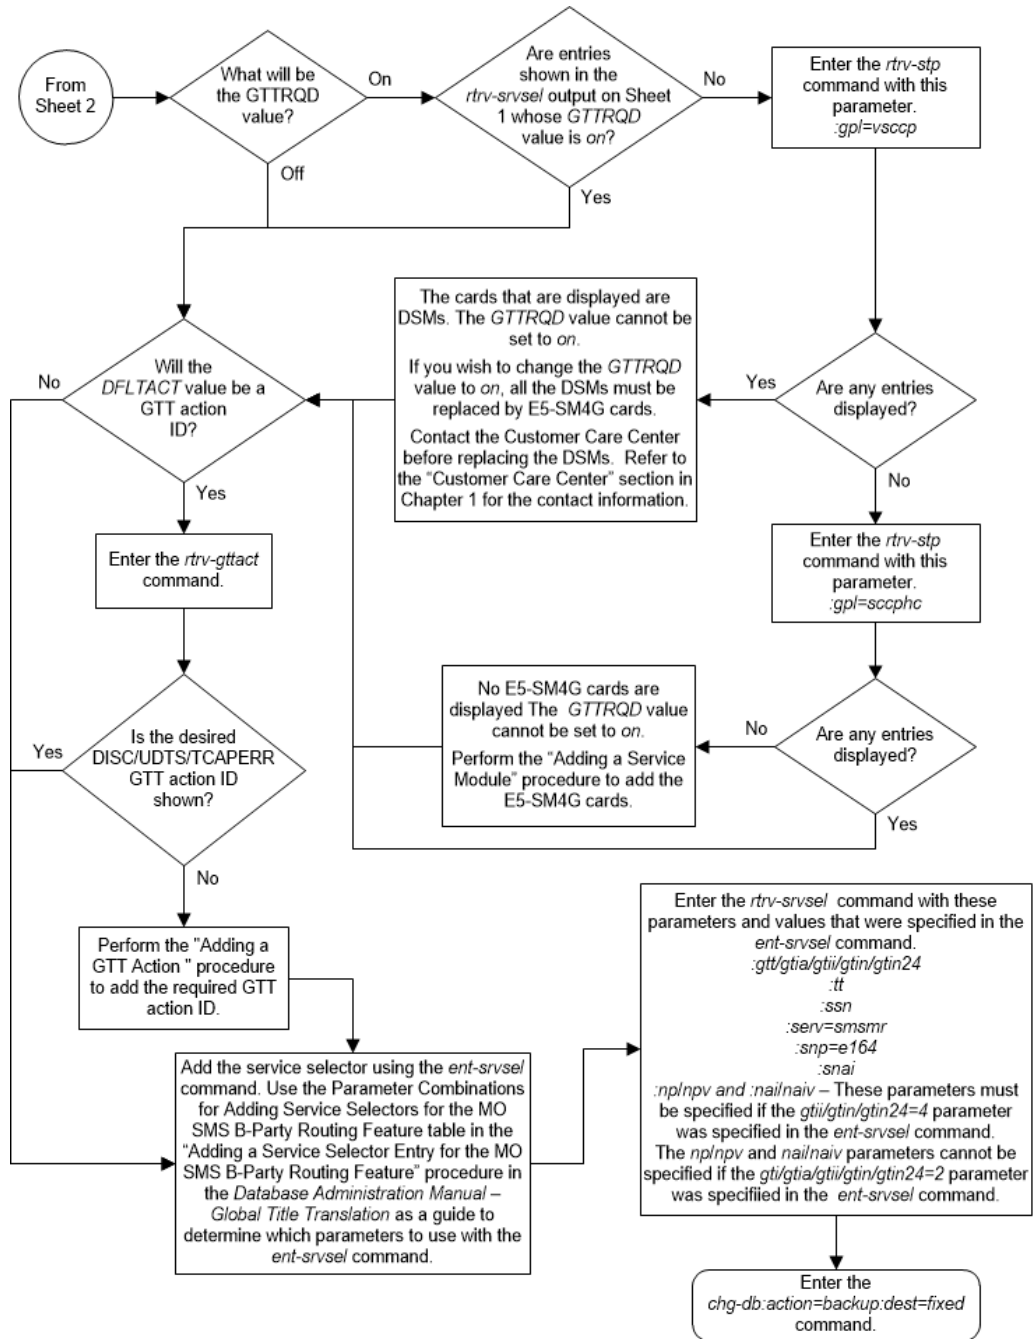 From
Sheet 2
What will be
the GTTRQD
value?
On
Off
Are entries
shown in the
rtrv-srvsel output on Sheet
1 whose GTTRQD
value is on?
No
Yes
Enter the rtrv-stp
command with this
parameter.
:gpl=vsccp
Are any entries
displayed?
Yes
No
The cards that are displayed are
DSMs. The GTTRQD value cannot be
set to on.
If you wish to change the GTTRQD
value to on, all the DSMs must be
replaced by E5-SM4G cards.
Contact the Customer Care Center
before replacing the DSMs. Refer to
the “Customer Care Center” section in
Chapter 1 for the contact information.
Will the
DFLTACT value be a
GTT action
ID?
No
Yes
Enter the rtrv-gttact
command.
Enter the rtrv-stp
command with this
parameter.
:gpl=sccphc
Are any entries
displayed?
No
Yes
No E5-SM4G cards are
displayed The GTTRQD value
cannot be set to on.
Perform the “Adding a Service
Module” procedure to add the
E5-SM4G cards.
Is the desired
DISC/UDTS/TCAPERR
GTT action ID
shown?
Yes
No
Perform the "Adding a
GTT Action " procedure
to add the required GTT
action ID.
Add the service selector using the ent-srvsel
command. Use the Parameter Combinations
for Adding Service Selectors for the MO
SMS B-Party Routing Feature table in the
“Adding a Service Selector Entry for the MO
SMS B-Party Routing Feature” procedure in
the Database Administration Manual –
Global Title Translation as a guide to
determine which parameters to use with the
ent-srvsel command.
Enter the rtrv-srvsel command with these
parameters and values that were specified in the
ent-srvsel command.
:gtt/gtia/gtii/gtin/gtin24
:tt
:ssn
:serv=smsmr
:snp=e164
:snai
:np/npv and :nai/naiv – These parameters must
be specified if the gtii/gtin/gtin24=4 parameter
was specified in the ent-srvsel command.
The np/npv and nai/naiv parameters cannot be
specified if the gti/gtia/gtii/gtin/gtin24=2 parameter
was specifiied in the ent-srvsel command.
Enter the
chg-db:action=backup:dest=fixed
command.